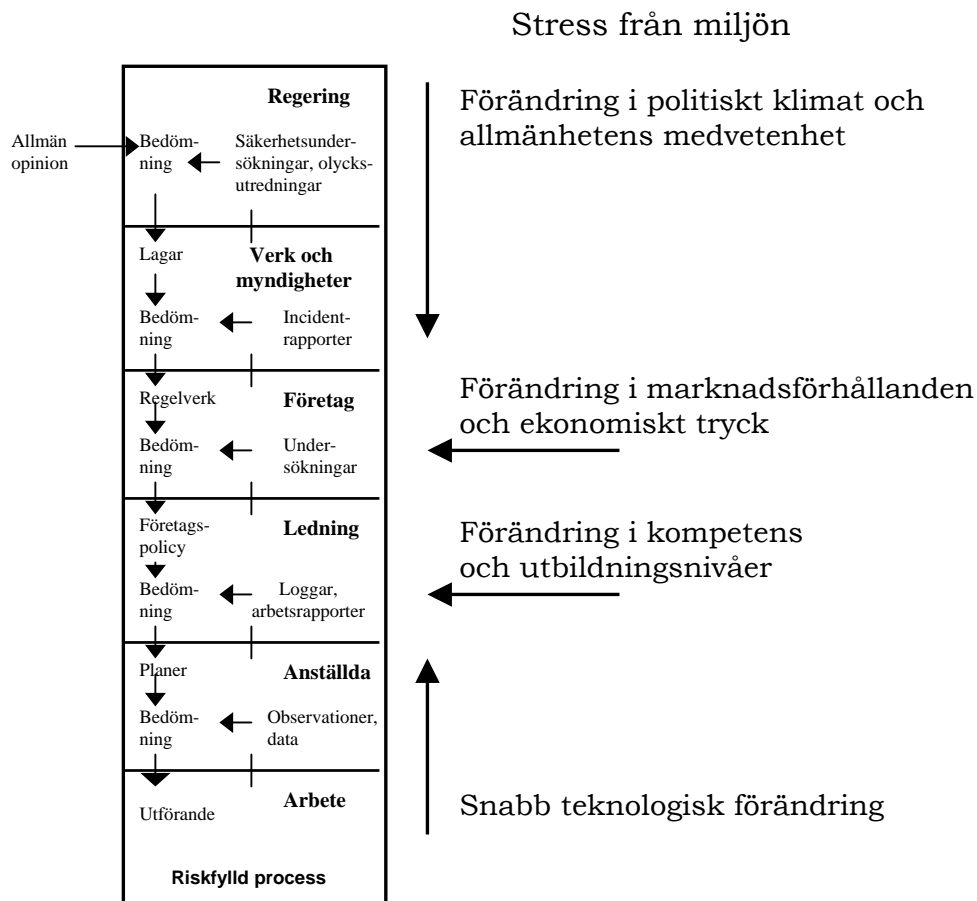 Stress från miljön
Regering
Förändring i politiskt klimat och
allmänhetens medvetenhet
Allmän
opinion
Bedöm-
ning
Säkerhetsunder-
sökningar, olycks-
utredningar
Lagar
Verk och
myndigheter
Bedöm-
ning
Incident-
rapporter
Regelverk
Företag
Förändring i marknadsförhållanden
och ekonomiskt tryck
Bedöm-
ning
Under-
sökningar
Företags-
policy
Ledning
Förändring i kompetens
och utbildningsnivåer
Bedöm-
ning
Loggar,
arbetsrapporter
Planer
Anställda
Bedöm-
ning
Observationer,
data
Arbete
Snabb teknologisk förändring
Utförande
Riskfylld process